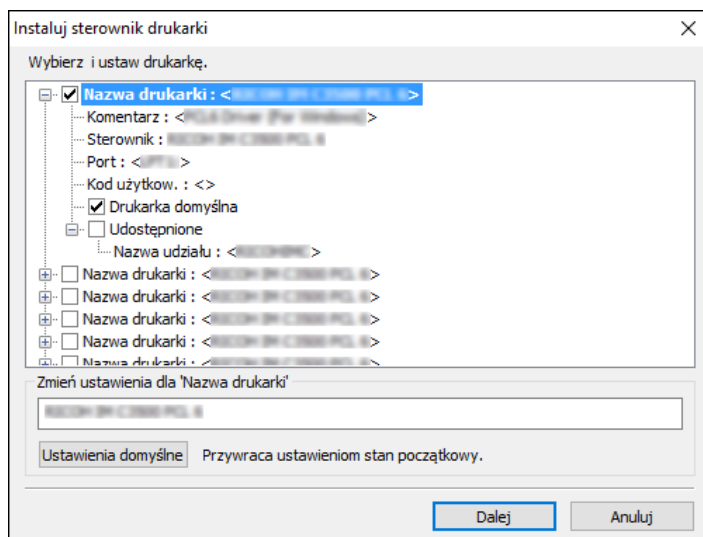 Instaluj sterownik drukarki
Wybierz i ustaw drukarkę.
Nazwa drukarki : < >
Komentarz : < >
Sterownik :
Port : < >
Kod użytkow. : <>
Drukarka domyślna
Udostępnione
Nazwa udziału : < >
Nazwa drukarki : < >
Nazwa drukarki : < >
Nazwa drukarki : < >
Nazwa drukarki : < >
Nazwa drukarki : < >
Zmień ustawienia dla 'Nazwa drukarki'
Ustawienia domyślne Przywraca ustawieniom stan początkowy.
Dalej Anuluj